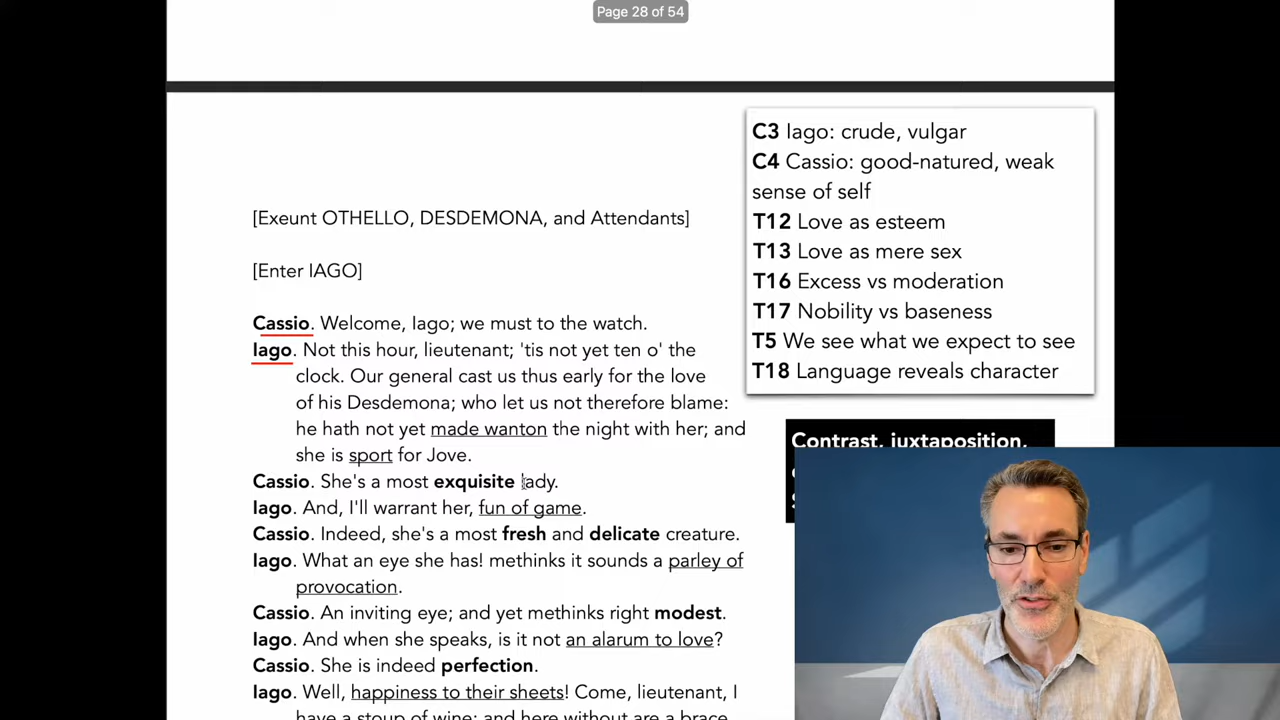 Page 28 of 54
[Exeunt OTHELLO, DESDEMONA, and Attendants]
[Enter IAGO]
Cassio. Welcome, Iago; we must to the watch.
Iago. Not this hour, lieutenant; 'tis not yet ten o' the
clock. Our general cast us thus early for the love
of his Desdemona; who let us not therefore blame:
he hath not yet made wanton the night with her; and
she is sport for Jove.
Cassio. She's a most exquisite lady.
Iago. And, I'll warrant her, fun of game.
Cassio. Indeed, she's a most fresh and delicate creature.
Iago. What an eye she has! methinks it sounds a parley of
provocation.
Cassio. An inviting eye; and yet methinks right modest.
Iago. And when she speaks, is it not an alarum to love?
Cassio. She is indeed perfection.
Iago. Well, happiness to their sheets! Come, lieutenant, I
have a stoup of wine; and here without are a brace
C3 Iago: crude, vulgar
C4 Cassio: good-natured, weak
sense of self
T12 Love as esteem
T13 Love as mere sex
T16 Excess vs moderation
T17 Nobility vs baseness
T5 We see what we expect to see
T18 Language reveals character
Contrast, juxtaposition,